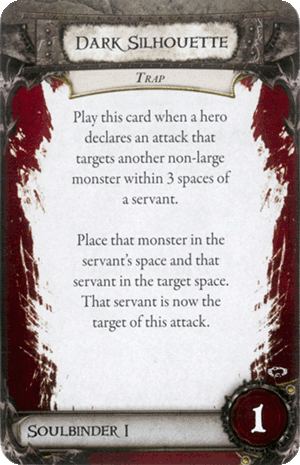 DARK SILHOUETTE
TRAP
Play this card when a hero
declares an attack that
targets another non-large
monster within 3 spaces of
a servant.
Place that monster in the
servant's space and that
servant in the target space.
That servant is now the
target of this attack.
SOULBINDER I
1